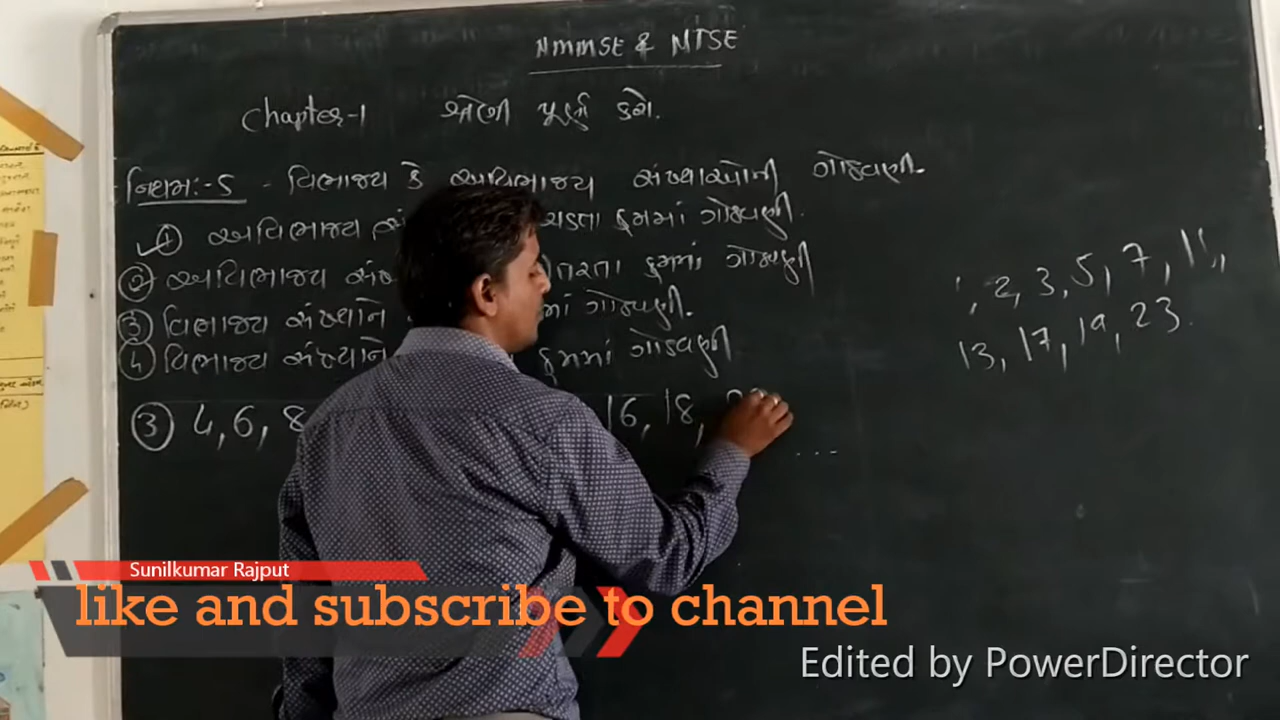 NMMSE & NTSE
Chapter-1 શ્રેણી પૂર્ણ કરો.
નિયમ:-5 - વિભાજ્ય કે અવિભાજ્ય સંખ્યાઓની ગોઠવણી.
① અવિભાજ્ય ચડતા ક્રમમાં ગોઠવણી.
② અવિભાજ્ય ક્રમમાં ગોઠવણી
③ વિભાજ્ય સંખ્યાને ગોઠવણી.
④ વિભાજ્ય સંખ્યાને ક્રમમાં ગોઠવણી
③ 4, 6, 8 16, 18,
...
2, 3, 5, 7, 11,
13, 17, 19, 23.
Sunilkumar Rajput
like and subscribe to channel
Edited by PowerDirector